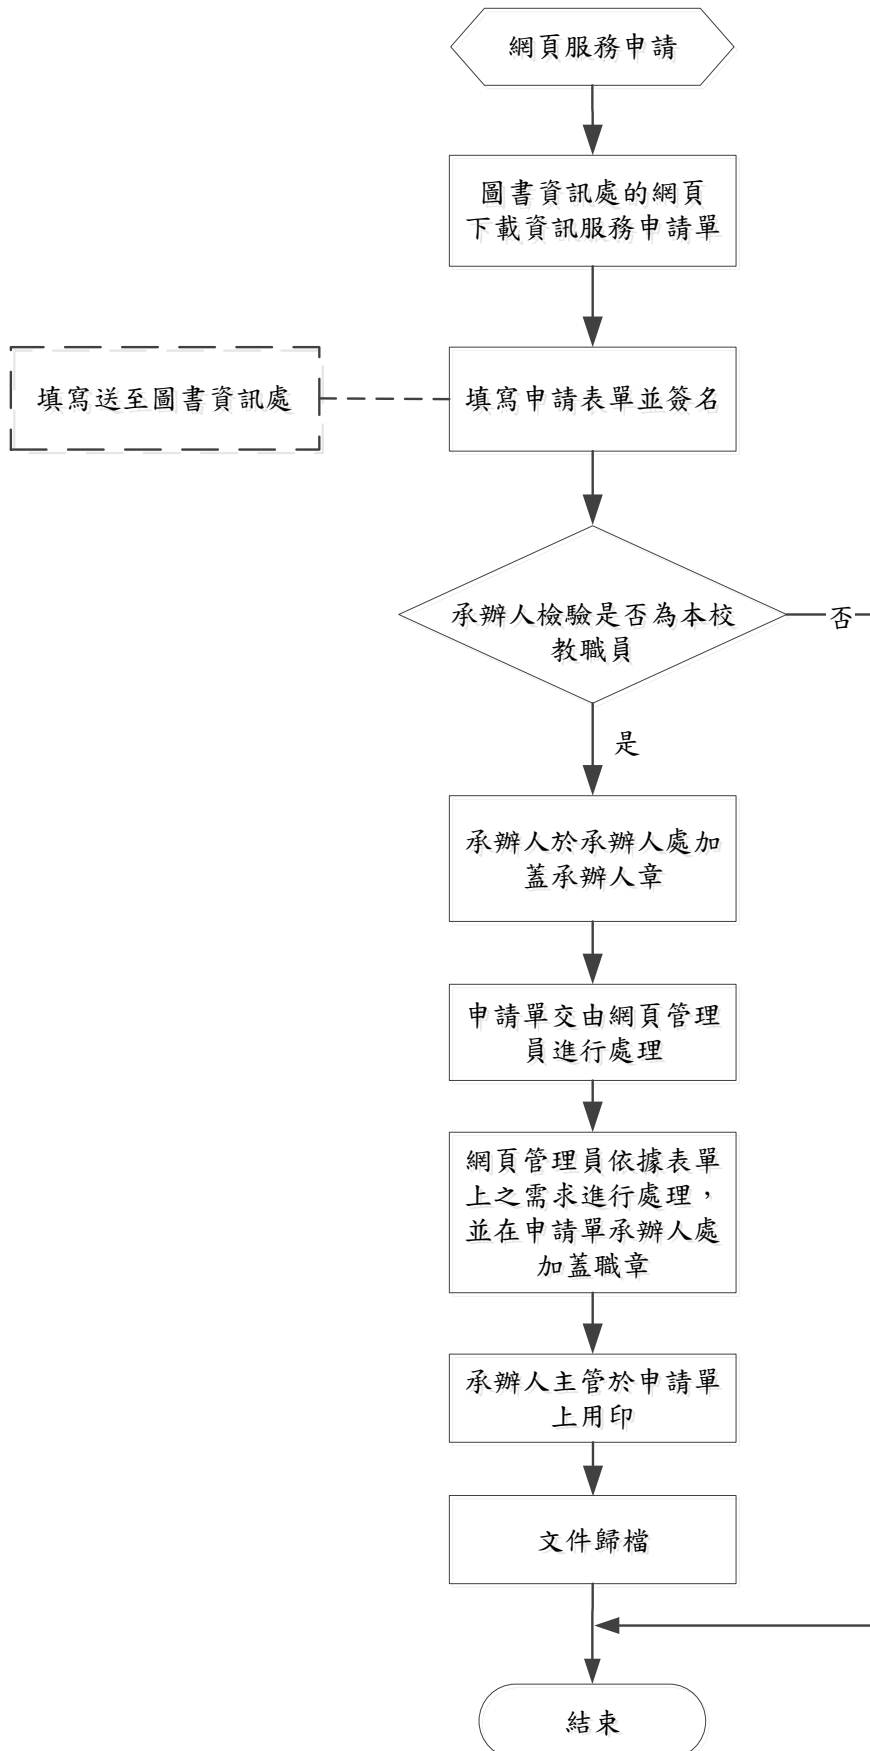 網頁服務申請
圖書資訊處的網頁
下載資訊服務申請單
填寫送至圖書資訊處
填寫申請表單並簽名
承辦人檢驗是否為本校
教職員
否
是
承辦人於承辦人處加
蓋承辦人章
申請單交由網頁管理
員進行處理
網頁管理員依據表單
上之需求進行處理，
並在申請單承辦人處
加蓋職章
承辦人主管於申請單
上用印
文件歸檔
結束